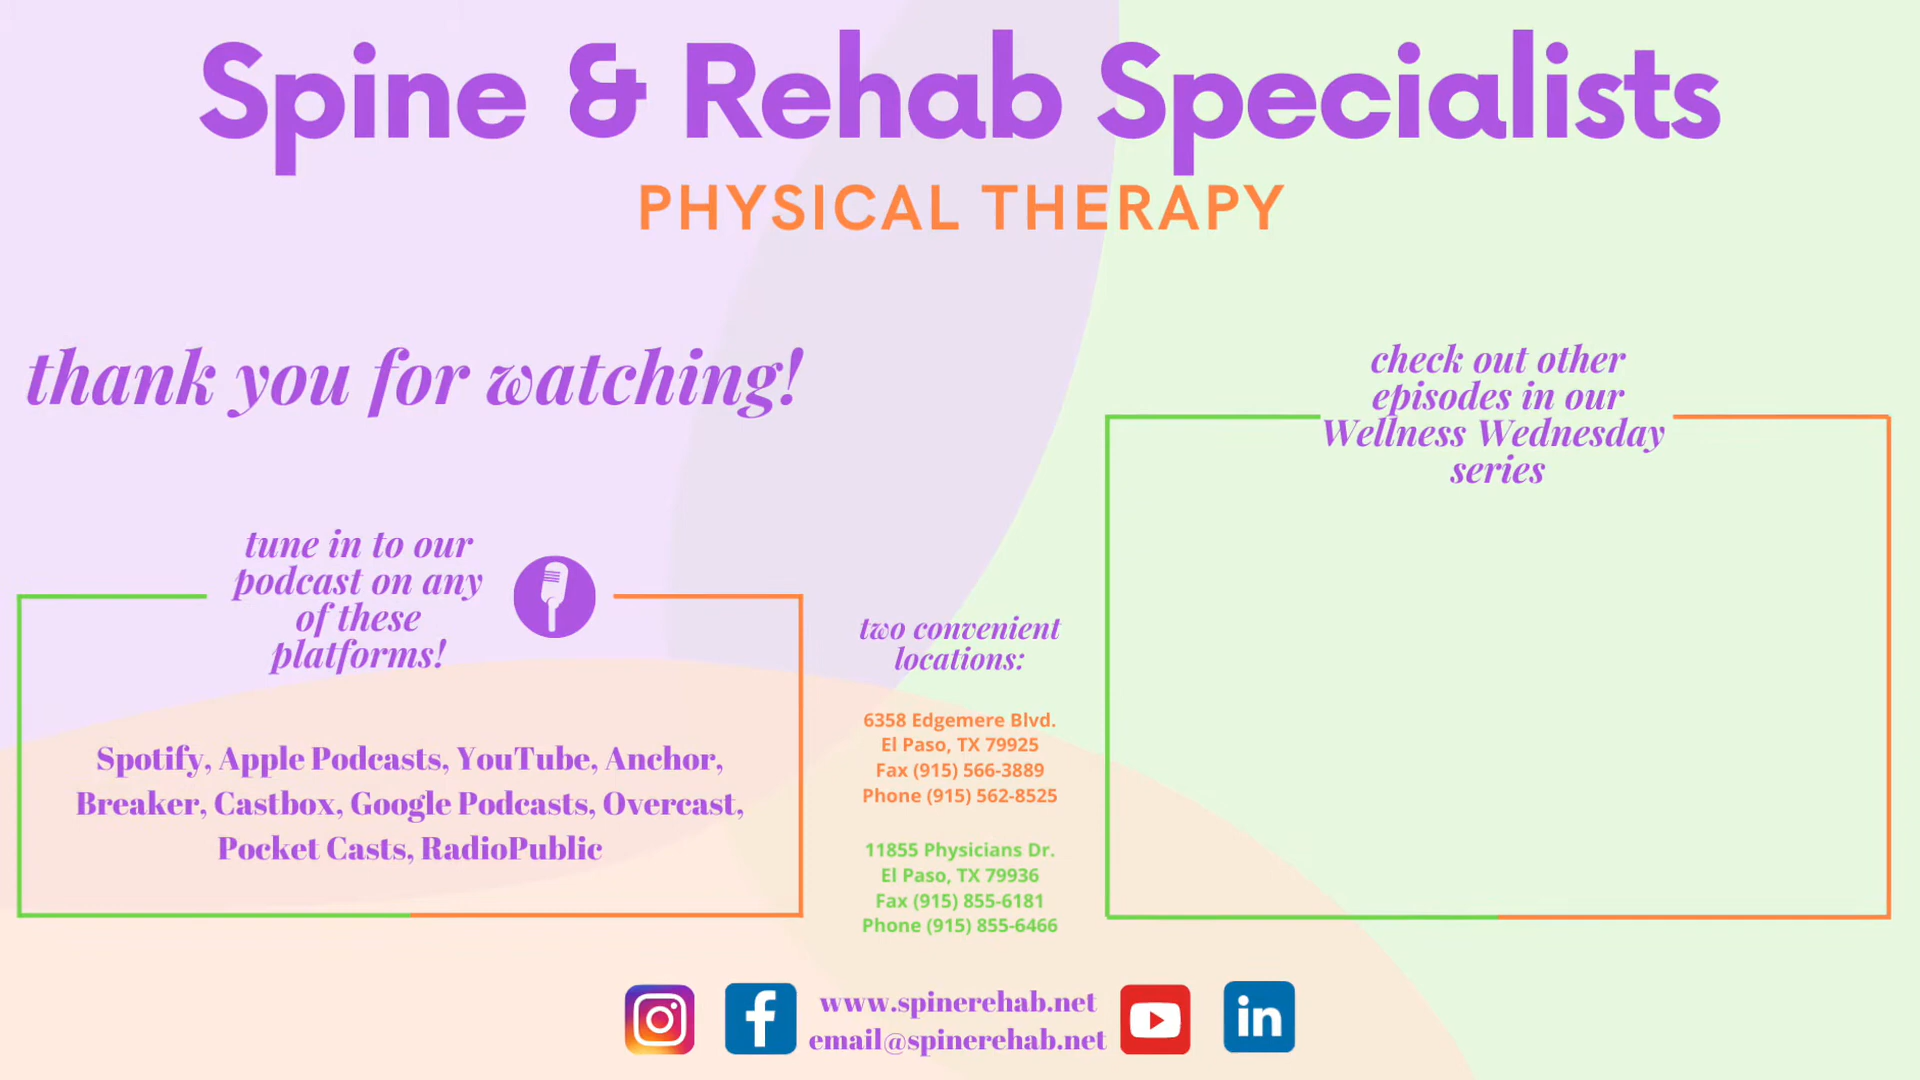 Spine & Rehab Specialists
PHYSICAL THERAPY
thank you for watching!
check out other
episodes in our
Wellness Wednesday
series
tune in to our
podcast on any
of these
platforms!
Spotify, Apple Podcasts, YouTube, Anchor,
Breaker, Castbox, Google Podcasts, Overcast,
Pocket Casts, RadioPublic
two convenient
locations:
6358 Edgemere Blvd.
El Paso, TX 79925
Fax (915) 566-3889
Phone (915) 562-8525
11855 Physicians Dr.
El Paso, TX 79936
Fax (915) 855-6181
Phone (915) 855-6466
www.spinerehab.net
email@spinerehab.net